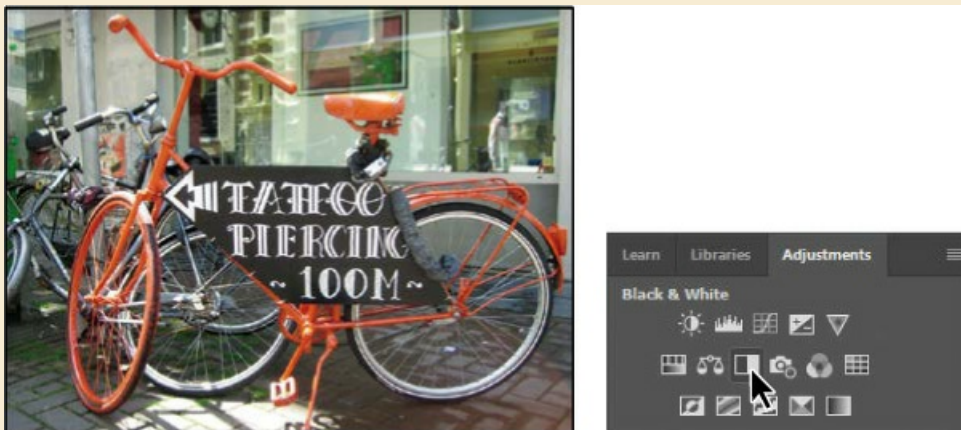 TATTOO
PIERCING
~ 100M ~
Learn Libraries Adjustments
Black & White